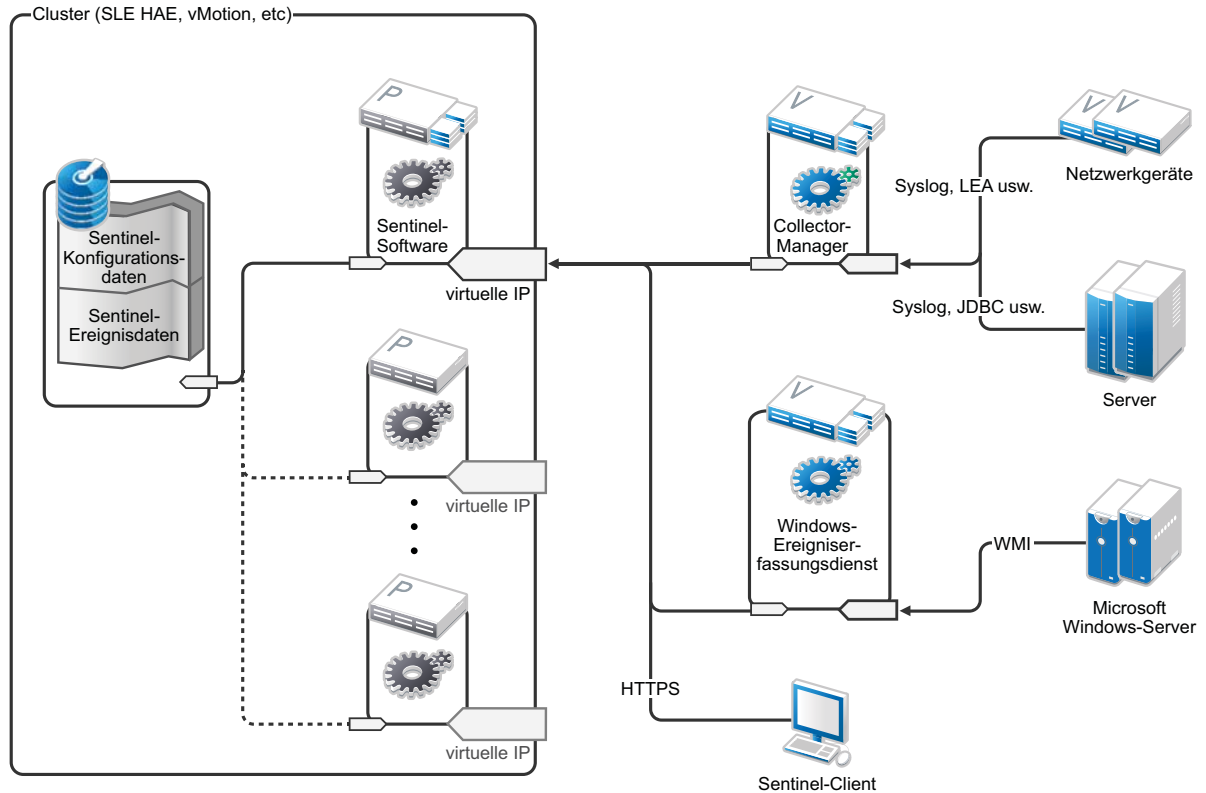 Cluster (SLE HAE, vMotion, etc)
P
V
V
V
Netzwerkgeräte
Syslog, LEA usw.
Sentinel-
Konfigurations-
daten
Sentinel-
Ereignisdaten
Sentinel-
Software
virtuelle IP
Collector-
Manager
Syslog, JDBC usw.
Server
P
virtuelle IP
V
Windows-
Ereigniser-
fassungsdienst
WMI
Microsoft
Windows-Server
P
virtuelle IP
HTTPS
Sentinel-Client